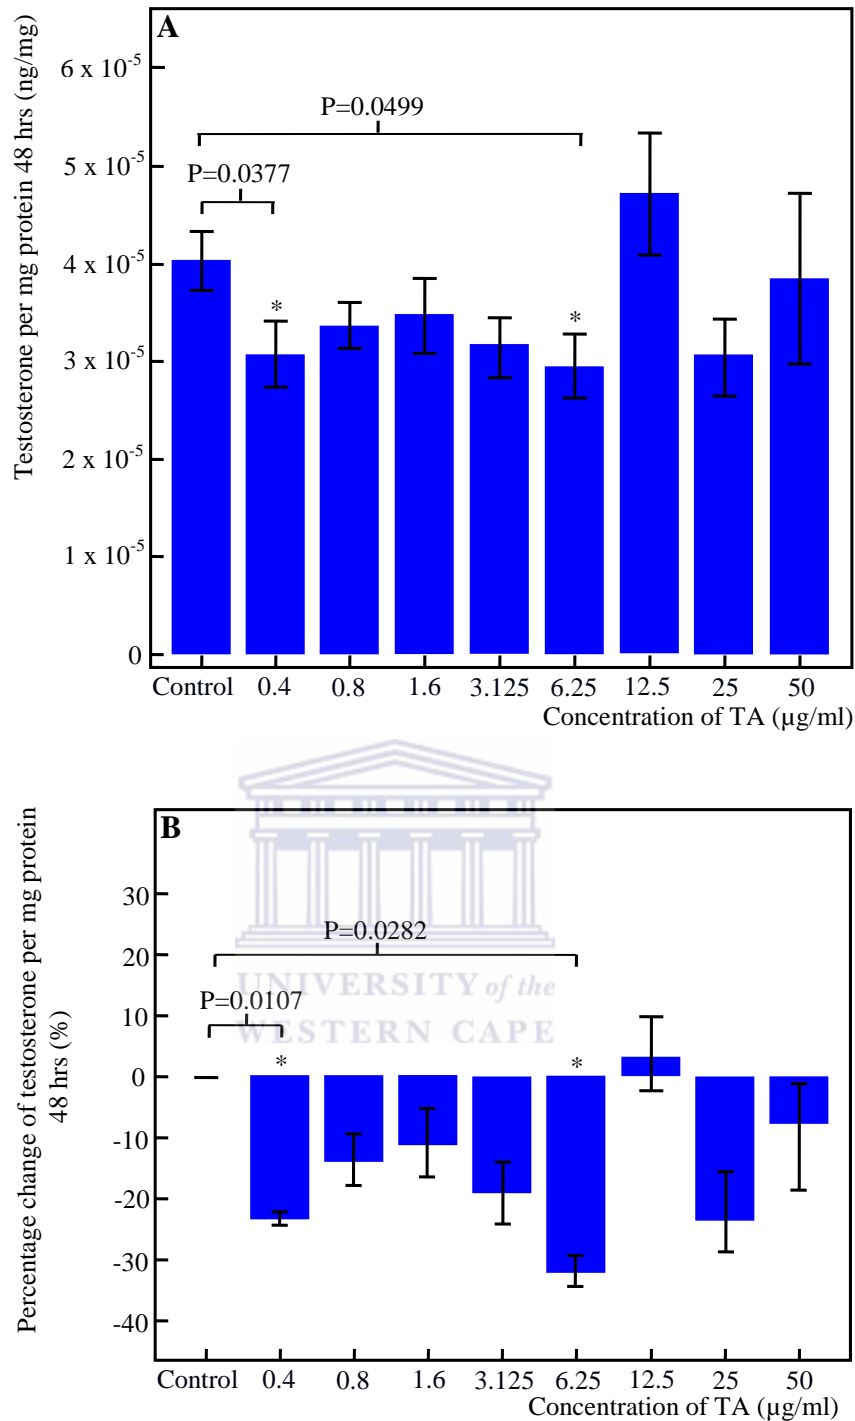 A
Testosterone per mg protein 48 hrs (ng/mg)
6 x 10⁻⁵
5 x 10⁻⁵
4 x 10⁻⁵
3 x 10⁻⁵
2 x 10⁻⁵
1 x 10⁻⁵
0
P=0.0499
P=0.0377
*
*
Control 0.4 0.8 1.6 3.125 6.25 12.5 25 50
Concentration of TA (µg/ml)
B
Percentage change of testosterone per mg protein
48 hrs (%)
30
20
10
0
-10
-20
-30
-40
P=0.0282
UNIVERSITY of the
P=0.0107
WESTERN CAPE
*
*
Control 0.4 0.8 1.6 3.125 6.25 12.5 25 50
Concentration of TA (µg/ml)